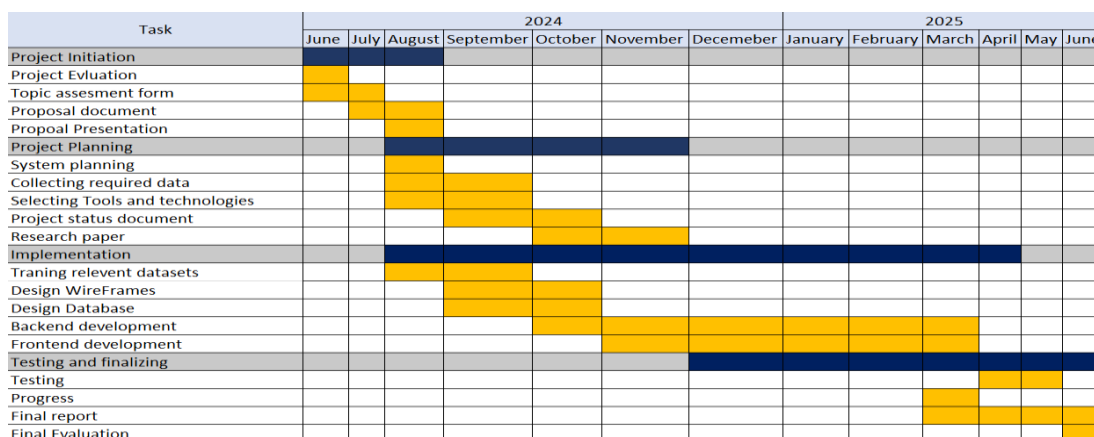 Task
2024
2025
June July August September October November Decemeber January February March April May June
Project Initiation
Project Evluation
Topic assesment form
Proposal document
Propoal Presentation
Project Planning
System planning
Collecting required data
Selecting Tools and technologies
Project status document
Research paper
Implementation
Traning relevent datasets
Design WireFrames
Design Database
Backend development
Frontend development
Testing and finalizing
Testing
Progress
Final report
Final Evaluation